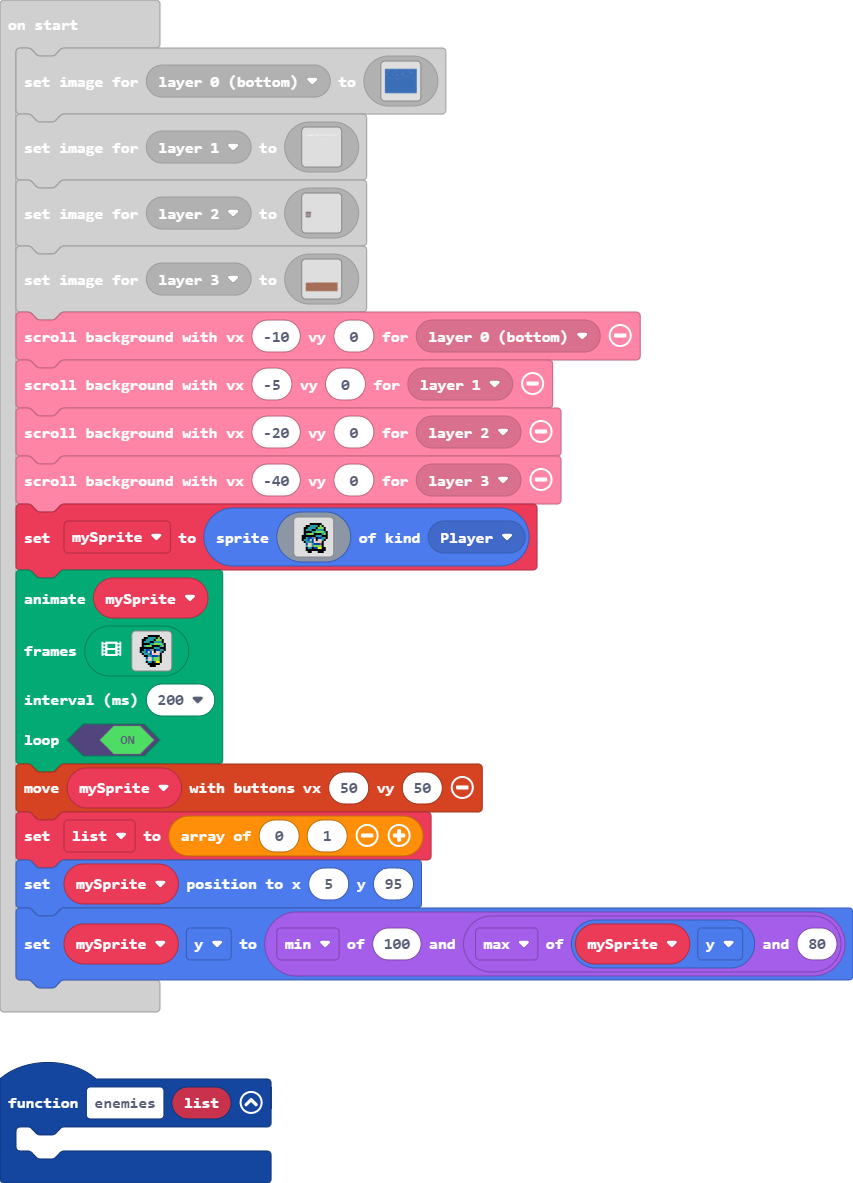 on start
set image for layer 0 (bottom) to
set image for layer 1 to
set image for layer 2 to
set image for layer 3 to
scroll background with vx -10 vy 0 for layer 0 (bottom)
scroll background with vx -5 vy 0 for layer 1
scroll background with vx -20 vy 0 for layer 2
scroll background with vx -40 vy 0 for layer 3
set mySprite to sprite of kind Player
animate mySprite
frames
interval (ms) 200
loop ON
move mySprite with buttons vx 50 vy 50
set list to array of 0 1
set mySprite position to x 5 y 95
set mySprite y to min of 100 and max of mySprite y and 80
function enemies list